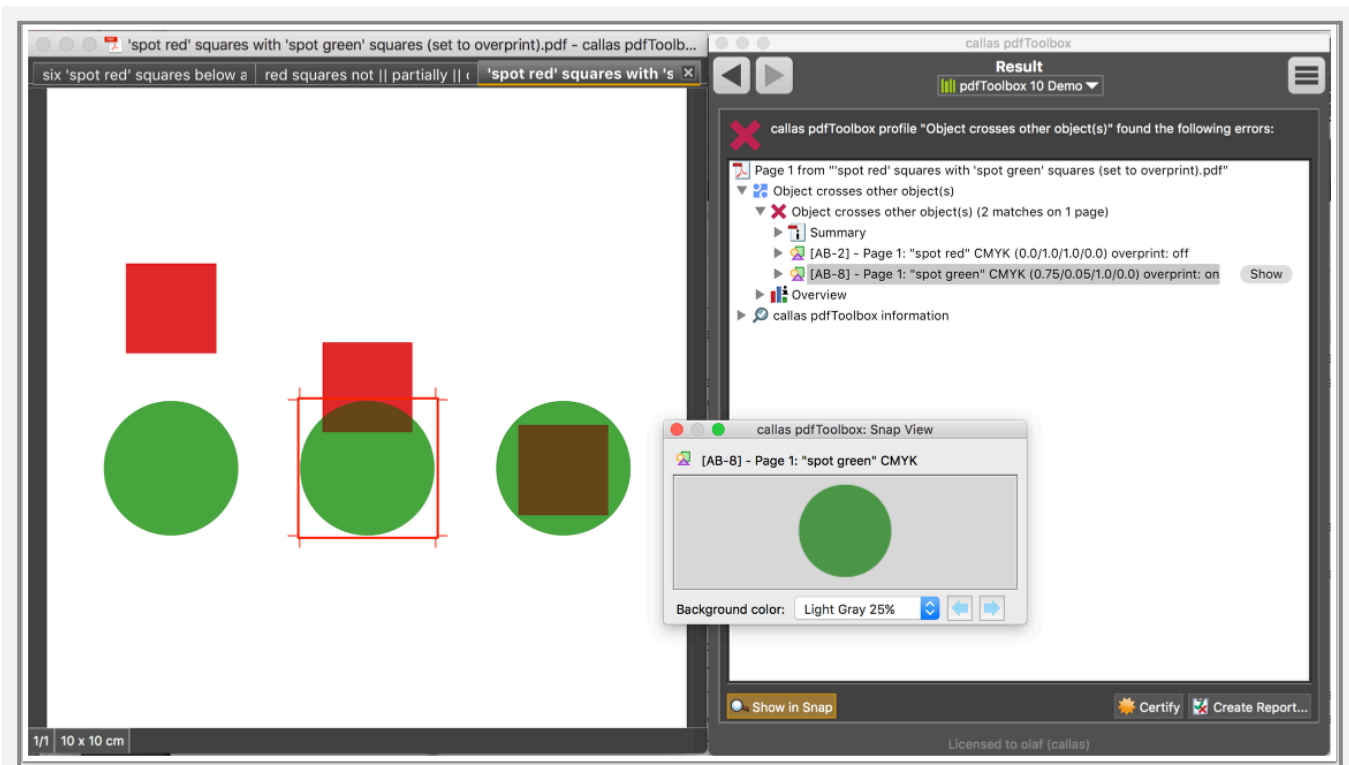 'spot red' squares with 'spot green' squares (set to overprint).pdf - callas pdfToolb...
six 'spot red' squares below a
red squares not || partially || c
'spot red' squares with 's
1/1
10 x 10 cm
callas pdfToolbox
Result
pdfToolbox 10 Demo
callas pdfToolbox profile "Object crosses other object(s)" found the following errors:
Page 1 from "'spot red' squares with 'spot green' squares (set to overprint).pdf"
Object crosses other object(s)
Object crosses other object(s) (2 matches on 1 page)
Summary
[AB-2] - Page 1: "spot red" CMYK (0.0/1.0/1.0/0.0) overprint: off
[AB-8] - Page 1: "spot green" CMYK (0.75/0.05/1.0/0.0) overprint: on
Show
Overview
callas pdfToolbox information
callas pdfToolbox: Snap View
[AB-8] - Page 1: "spot green" CMYK
Background color:
Light Gray 25%
Show in Snap
Certify
Create Report...
Licensed to olaf (callas)